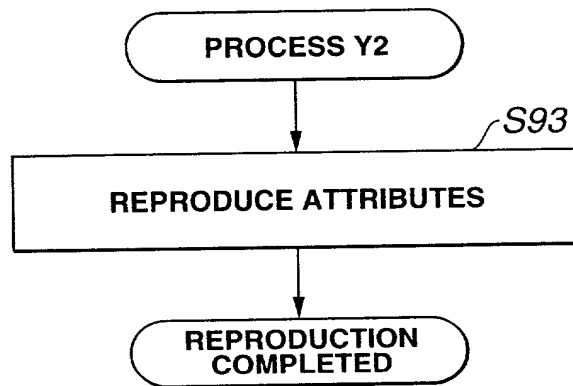 PROCESS Y2
S93
REPRODUCE ATTRIBUTES
REPRODUCTION
COMPLETED